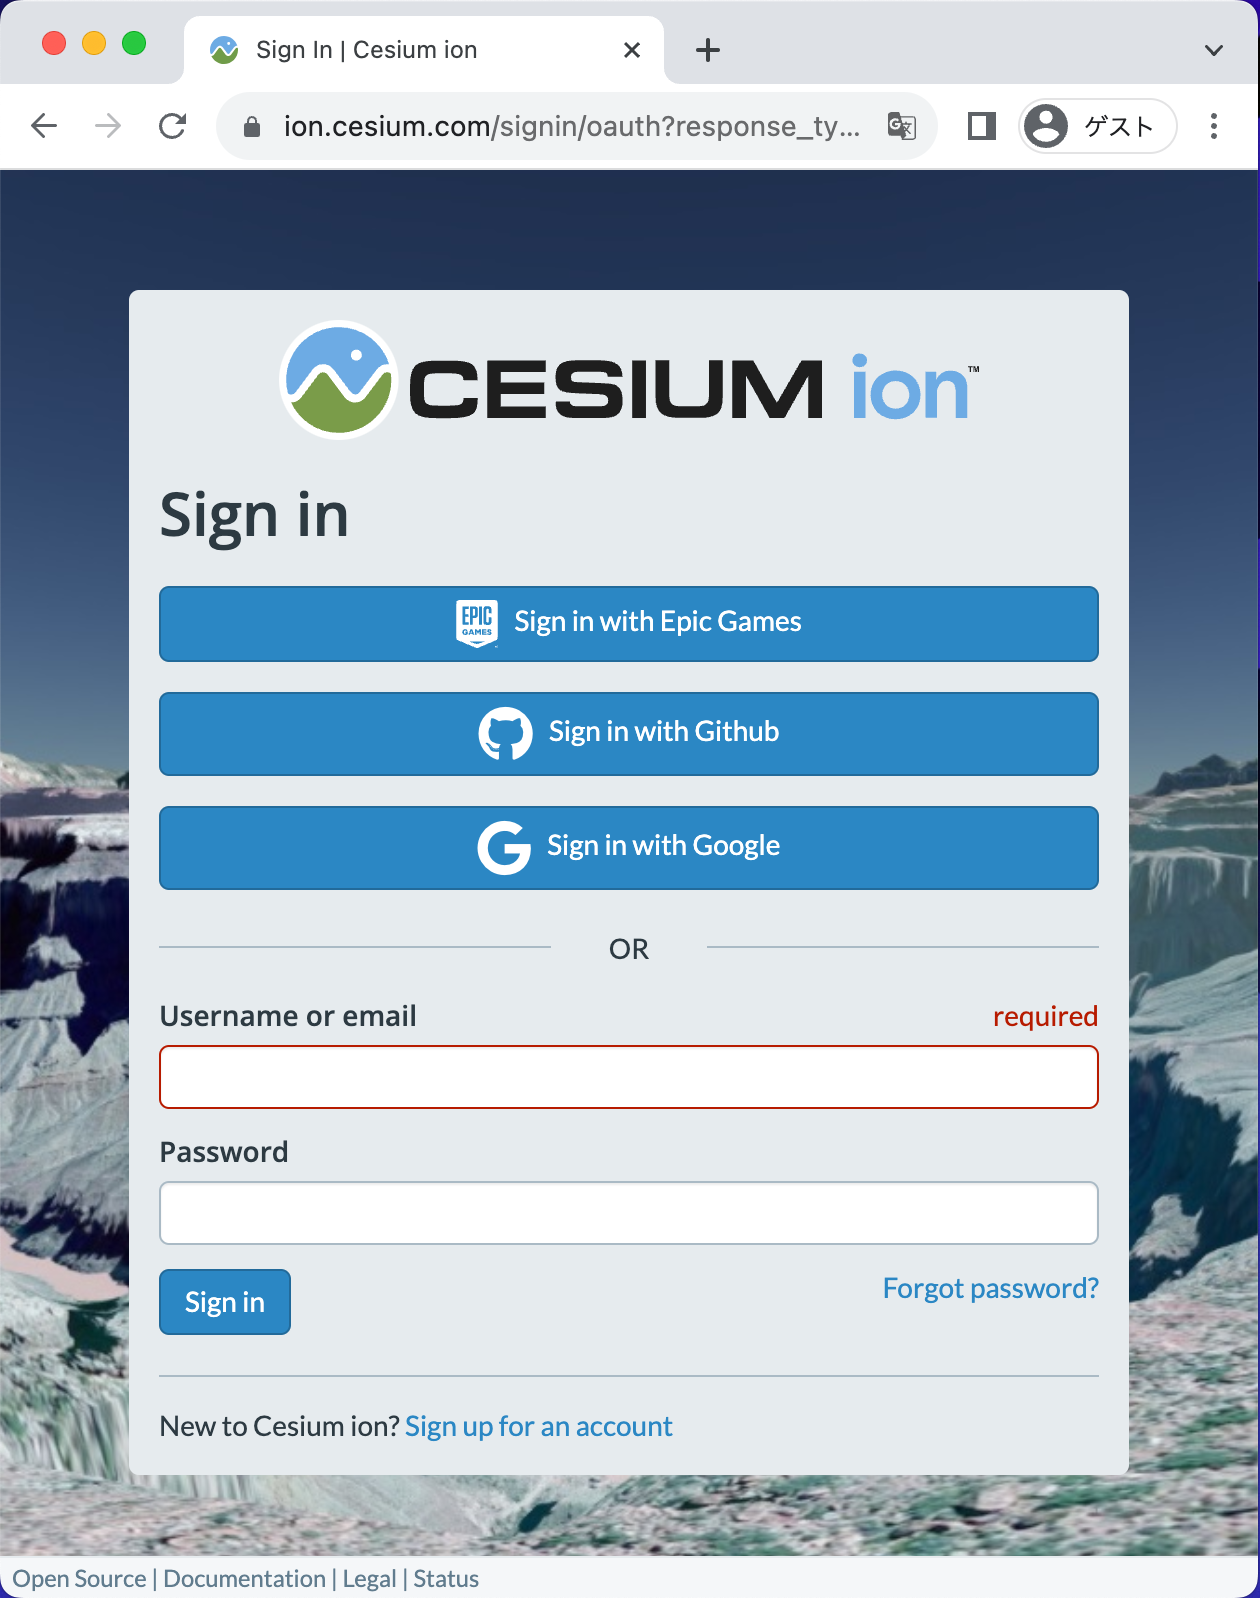 Sign In | Cesium ion
ion.cesium.com/signin/oauth?response_ty...
ゲスト
CESIUM ion™
Sign in
EPIC GAMES
Sign in with Epic Games
Sign in with Github
G Sign in with Google
OR
Username or email required
Password
Sign in Forgot password?
New to Cesium ion? Sign up for an account
Open Source | Documentation | Legal | Status